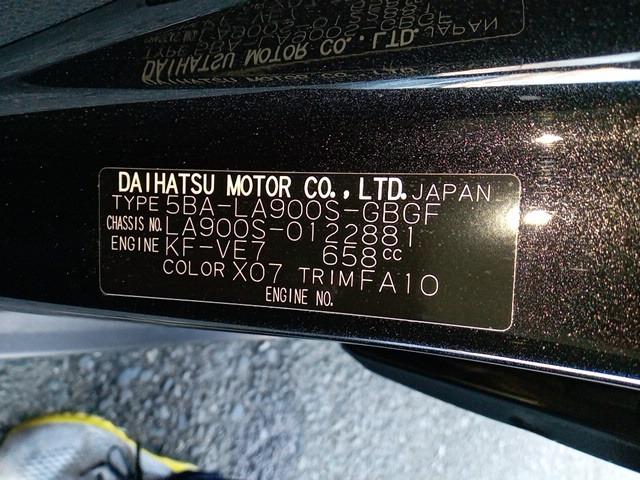 DAIHATSU MOTOR CO., LTD. JAPAN
TYPE 5BA-LA900S-GBGF
CHASSIS NO. LA900S-0122881
ENGINE KF-VE7 658cc
COLOR X07 TRIM FA10
ENGINE NO.